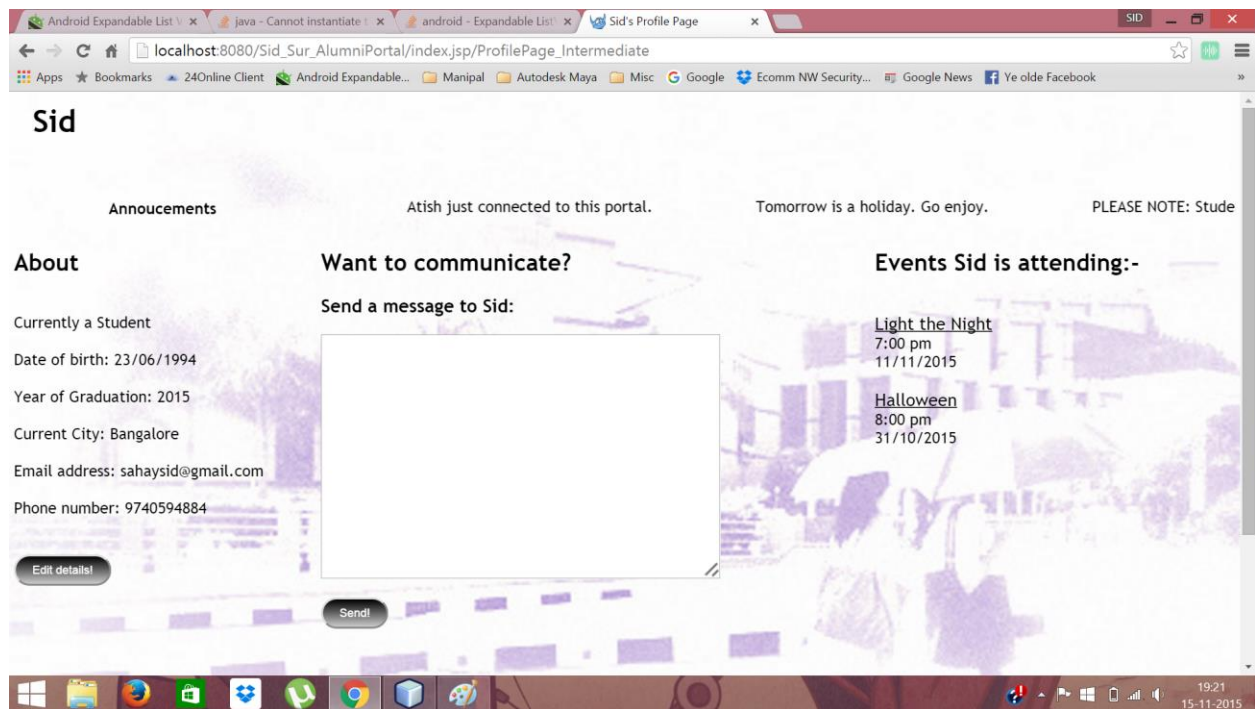 Android Expandable List V
java - Cannot instantiate t
android - Expandable List
Sid's Profile Page
SID
localhost:8080/Sid_Sur_AlumniPortal/index.jsp/ProfilePage_Intermediate
Apps
Bookmarks
24Online Client
Android Expandable...
Manipal
Autodesk Maya
Misc
Google
Ecomm NW Security...
Google News
Ye olde Facebook
»
Sid
Annoucements
Atish just connected to this portal.
Tomorrow is a holiday. Go enjoy.
PLEASE NOTE: Stude
About
Currently a Student
Date of birth: 23/06/1994
Year of Graduation: 2015
Current City: Bangalore
Email address: sahaysid@gmail.com
Phone number: 9740594884
Edit details!
Want to communicate?
Send a message to Sid:
Send!
Events Sid is attending:-
Light the Night
7:00 pm
11/11/2015
Halloween
8:00 pm
31/10/2015
19:21
15-11-2015